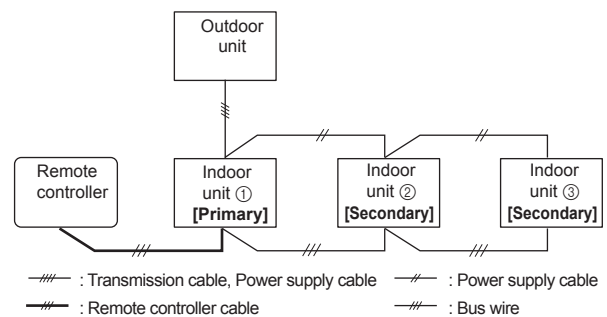 Outdoor
unit
Remote
controller
Indoor
unit ①
[Primary]
Indoor
unit ②
[Secondary]
Indoor
unit ③
[Secondary]
: Transmission cable, Power supply cable
: Power supply cable
: Remote controller cable
: Bus wire